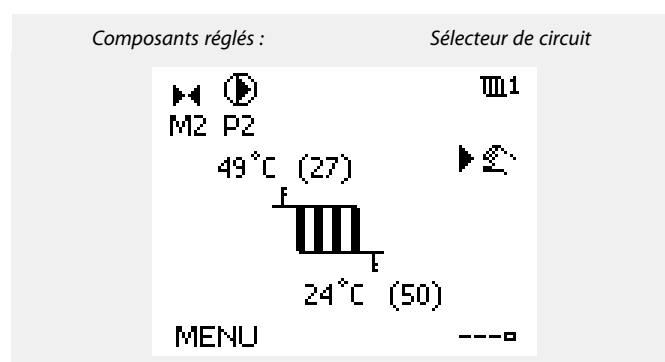 Composants réglés : Sélecteur de circuit
1
M2 P2
49°C (27)
24°C (50)
MENU ---